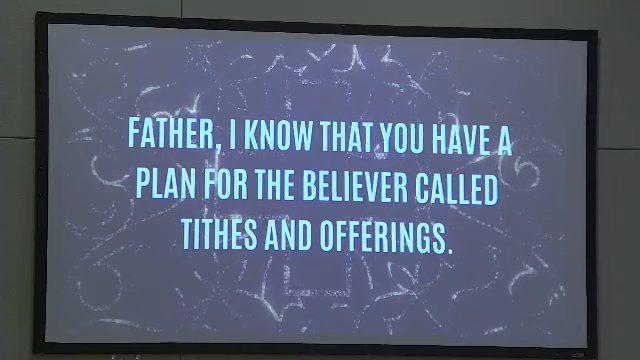 FATHER, I KNOW THAT YOU HAVE A
PLAN FOR THE BELIEVER CALLED
TITHES AND OFFERINGS.